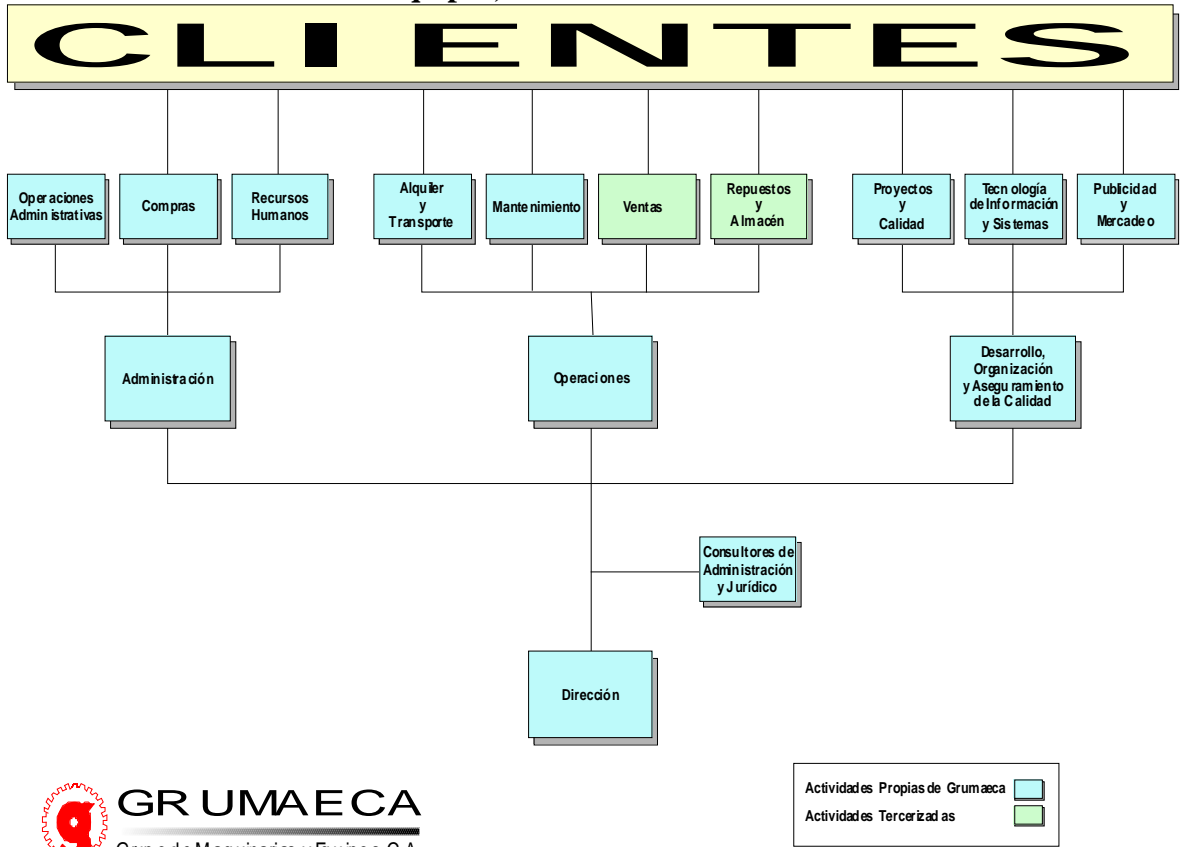 CLIENTES
Operaciones
Administrativas
Compras
Recursos
Humanos
Alquiler
y
Transporte
Mantenimiento
Ventas
Repuestos
y
Almacén
Proyectos
y
Calidad
Tecnología
de Información
y Sistemas
Publicidad
y
Mercadeo
Administración
Operaciones
Desarrollo,
Organización
y Aseguramiento
de la Calidad
Consultores de
Administración
y Jurídico
Dirección
GRUMAECA
Actividades Propias de Grumaeca
Actividades Tercerizadas